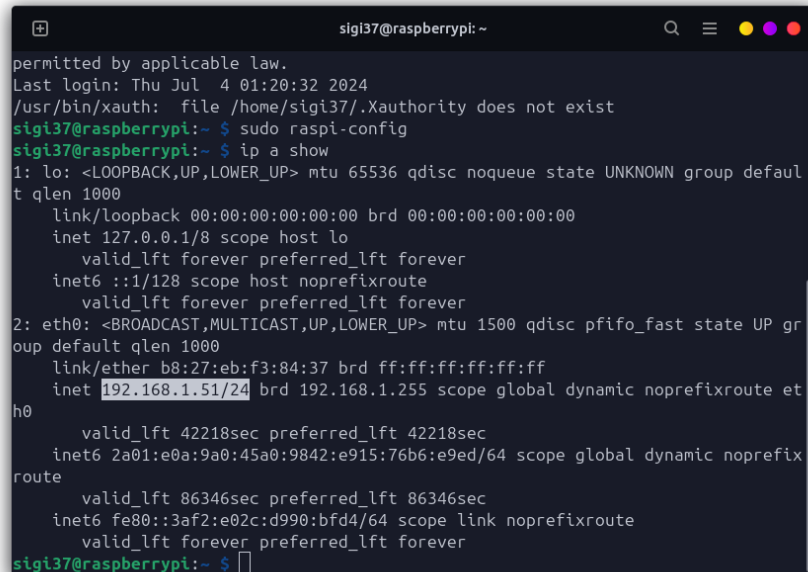 sigi37@raspberrypi: ~
permitted by applicable law.
Last login: Thu Jul  4 01:20:32 2024
/usr/bin/xauth:  file /home/sigi37/.Xauthority does not exist
sigi37@raspberrypi:~ $ sudo raspi-config
sigi37@raspberrypi:~ $ ip a show
1: lo: <LOOPBACK,UP,LOWER_UP> mtu 65536 qdisc noqueue state UNKNOWN group defaul
t qlen 1000
    link/loopback 00:00:00:00:00:00 brd 00:00:00:00:00:00
    inet 127.0.0.1/8 scope host lo
       valid_lft forever preferred_lft forever
    inet6 ::1/128 scope host noprefixroute
       valid_lft forever preferred_lft forever
2: eth0: <BROADCAST,MULTICAST,UP,LOWER_UP> mtu 1500 qdisc pfifo_fast state UP gr
oup default qlen 1000
    link/ether b8:27:eb:f3:84:37 brd ff:ff:ff:ff:ff:ff
    inet 192.168.1.51/24 brd 192.168.1.255 scope global dynamic noprefixroute et
h0
       valid_lft 42218sec preferred_lft 42218sec
    inet6 2a01:e0a:9a0:45a0:9842:e915:76b6:e9ed/64 scope global dynamic noprefix
route
       valid_lft 86346sec preferred_lft 86346sec
    inet6 fe80::3af2:e02c:d990:bfd4/64 scope link noprefixroute
       valid_lft forever preferred_lft forever
sigi37@raspberrypi:~ $